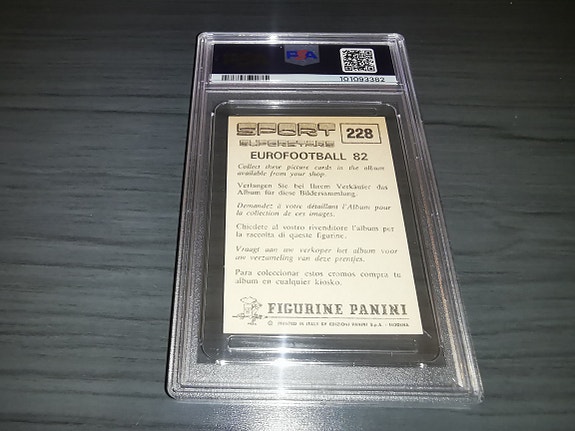 PSA
101093382
SPORT
SUPERSTARS
228
EUROFOOTBALL 82
Collect these picture cards in the album
available from your shop.
Verlangen Sie bei Ihrem Verkäufer das
Album für diese Bildersammlung.
Demandez à votre détaillant l'Album pour
la collection de ces images.
Chiedete al vostro rivenditore l'album per
la raccolta di queste figurine.
Vraagt aan uw verkoper het album voor
uw verzameling van deze prentjes.
Para coleccionar estos cromos compra tu
album en cualquier kiosko.
FIGURINE PANINI
© PRINTED IN ITALY BY EDIZIONI PANINI S.p.A. - MODENA